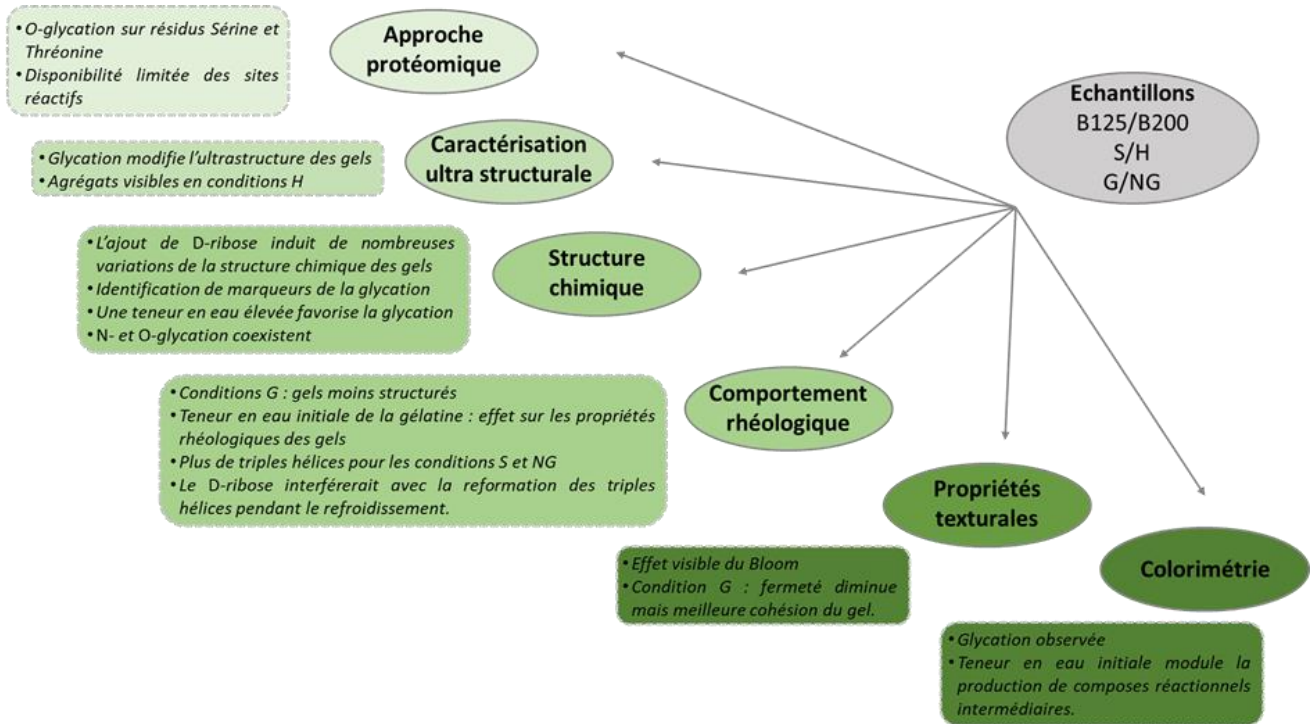 • O-glycation sur résidus Sérine et
Thréonine
• Disponibilité limitée des sites
réactifs
Approche
protéomique
Echantillons
B125/B200
S/H
G/NG
• Glycation modifie l'ultrastructure des gels
• Agrégats visibles en conditions H
Caractérisation
ultra structurale
• L'ajout de D-ribose induit de nombreuses
variations de la structure chimique des gels
• Identification de marqueurs de la glycation
• Une teneur en eau élevée favorise la glycation
• N- et O-glycation coexistent
Structure
chimique
• Conditions G : gels moins structurés
• Teneur en eau initiale de la gélatine : effet sur les propriétés
rhéologiques des gels
• Plus de triples hélices pour les conditions S et NG
• Le D-ribose interférerait avec la reformation des triples
hélices pendant le refroidissement.
Comportement
rhéologique
Propriétés
texturales
• Effet visible du Bloom
• Condition G : fermeté diminue
mais meilleure cohésion du gel.
Colorimétrie
• Glycation observée
• Teneur en eau initiale module la
production de composes réactionnels
intermédiaires.